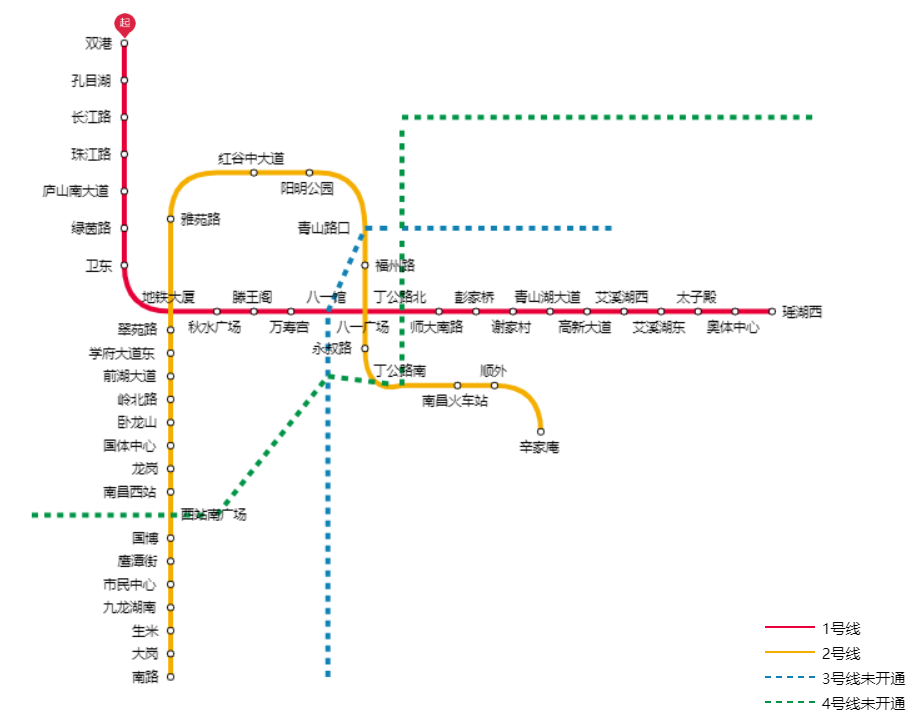 起
双港
孔目湖
长江路
珠江路
庐山南大道
绿茵路
卫东
地铁大厦
秋水广场
滕王阁
万寿宫
八一馆
八一广场
丁公路北
师大南路
彭家桥
谢家村
青山湖大道
高新大道
艾溪湖西
艾溪湖东
太子殿
奥体中心
瑶湖西
红谷中大道
阳明公园
雅苑路
青山路口
福州路
永叔路
丁公路南
南昌火车站
顺外
辛家庵
翠苑路
学府大道东
前湖大道
岭北路
卧龙山
国体中心
龙岗
南昌西站
西站南广场
国博
鹰潭街
市民中心
九龙湖南
生米
大岗
南路
1号线
2号线
3号线未开通
4号线未开通